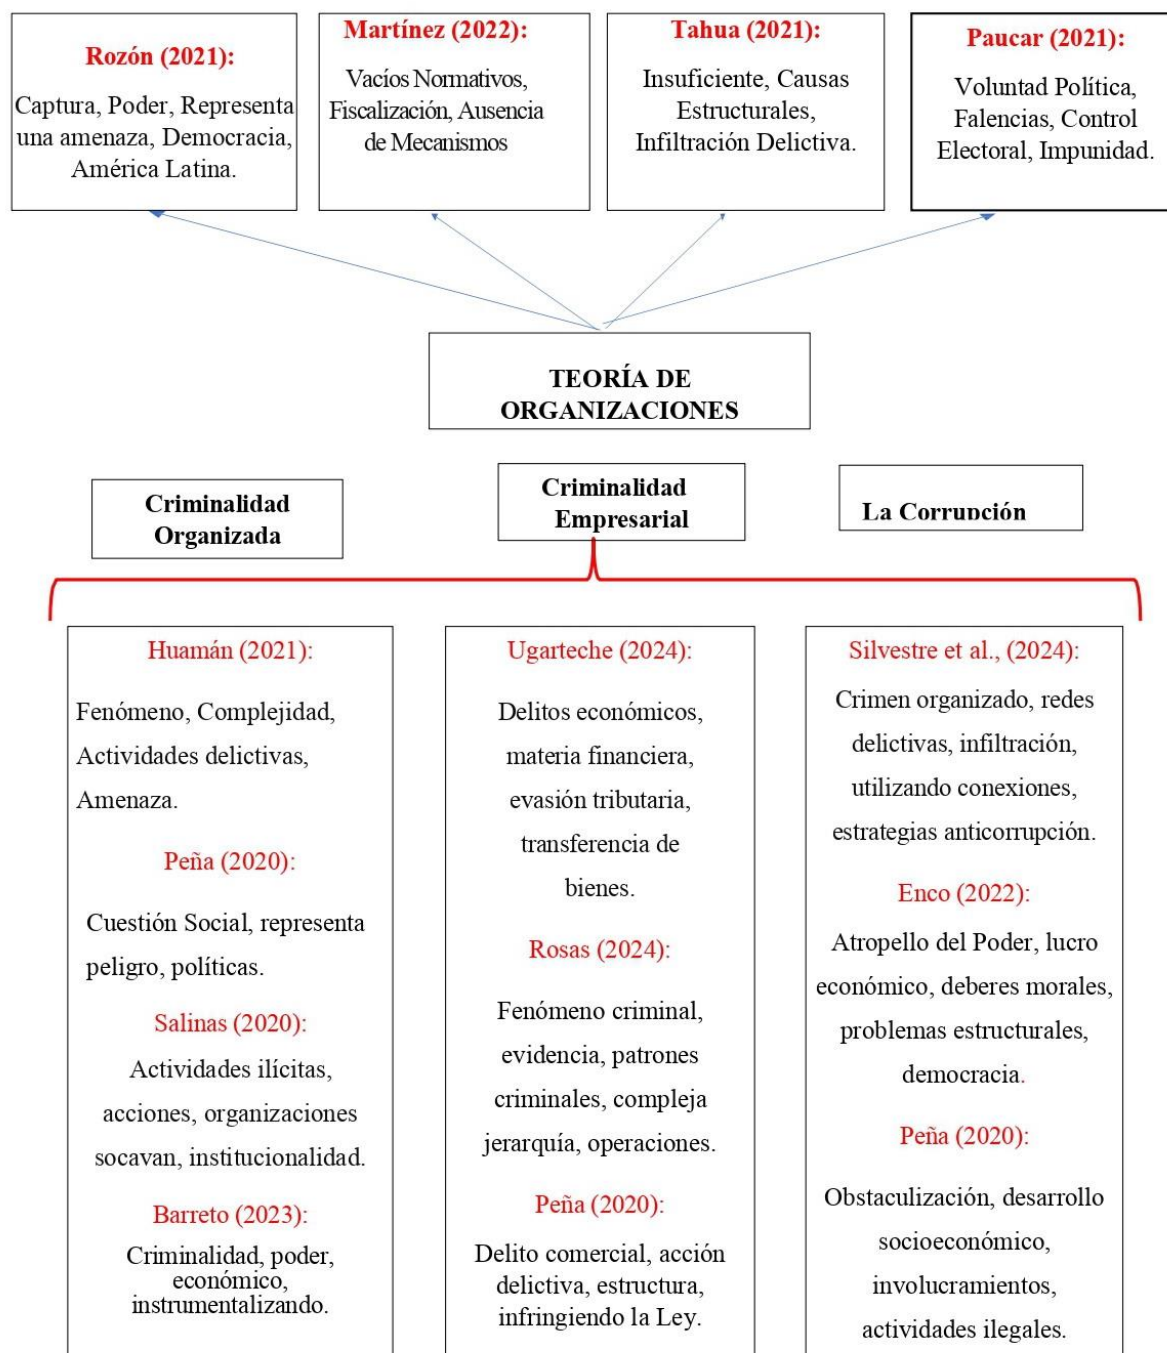 Rozón (2021):
Captura, Poder, Representa
una amenaza, Democracia,
América Latina.
Martínez (2022):
Vacíos Normativos,
Fiscalización, Ausencia
de Mecanismos
Tahua (2021):
Insuficiente, Causas
Estructurales,
Infiltración Delictiva.
Paucar (2021):
Voluntad Política,
Falencias, Control
Electoral, Impunidad.
TEORÍA DE
ORGANIZACIONES
Criminalidad
Organizada
Criminalidad
Empresarial
La Corrupción
Huamán (2021):
Fenómeno, Complejidad,
Actividades delictivas,
Amenaza.
Peña (2020):
Cuestión Social, representa
peligro, políticas.
Salinas (2020):
Actividades ilícitas,
acciones, organizaciones
socavan, institucionalidad.
Barreto (2023):
Criminalidad, poder,
económico,
instrumentalizando.
Ugarteche (2024):
Delitos económicos,
materia financiera,
evasión tributaria,
transferencia de
bienes.
Rosas (2024):
Fenómeno criminal,
evidencia, patrones
criminales, compleja
jerarquía, operaciones.
Peña (2020):
Delito comercial, acción
delictiva, estructura,
infringiendo la Ley.
Silvestre et al., (2024):
Crimen organizado, redes
delictivas, infiltración,
utilizando conexiones,
estrategias anticorrupción.
Enco (2022):
Atropello del Poder, lucro
económico, deberes morales,
problemas estructurales,
democracia.
Peña (2020):
Obstaculización, desarrollo
socioeconómico,
involucramientos,
actividades ilegales.